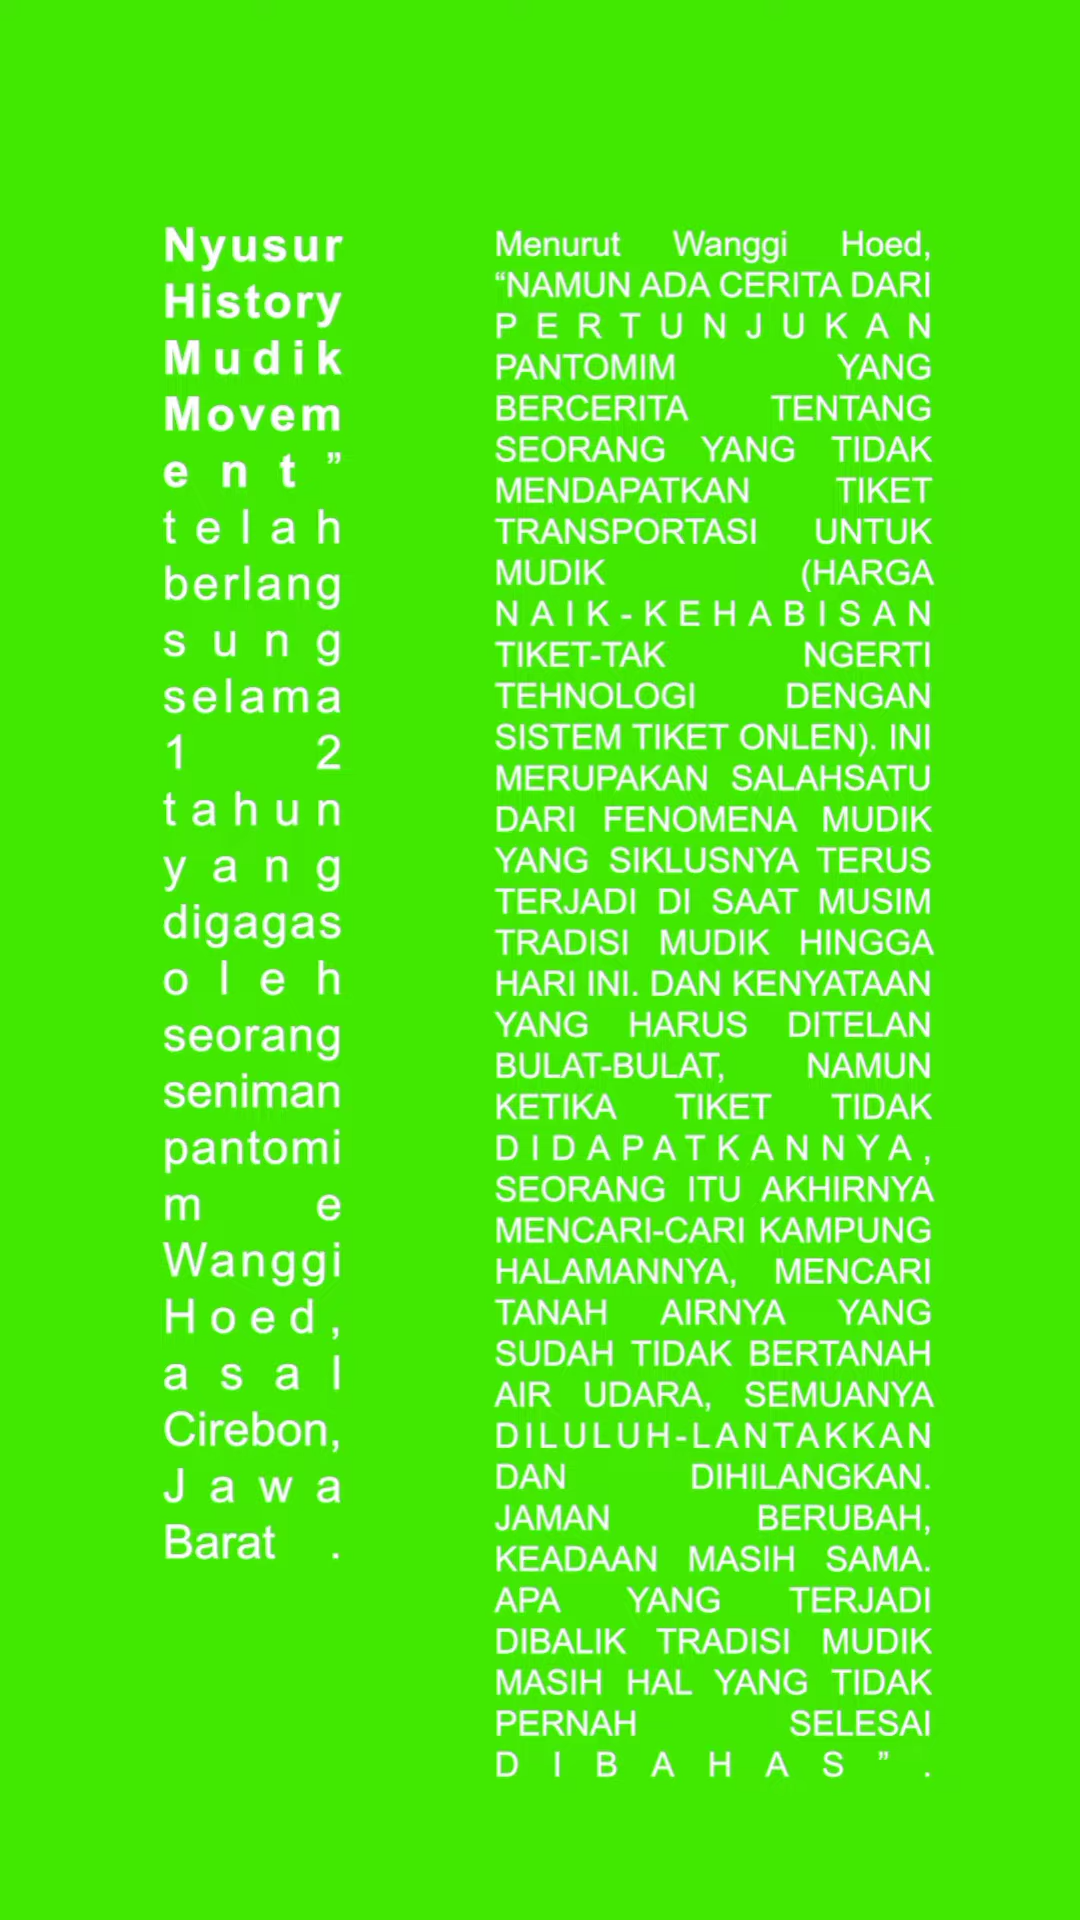 Nyusur
History
Mudik
Movem
ent”
telah
berlang
sung
selama
12
tahun
yang
digagas
oleh
seorang
seniman
pantomi
me
Wanggi
Hoed,
asal
Cirebon,
Jawa
Barat .
Menurut Wanggi Hoed,
“NAMUN ADA CERITA DARI
PERTUNJUKAN
PANTOMIM YANG
BERCERITA TENTANG
SEORANG YANG TIDAK
MENDAPATKAN TIKET
TRANSPORTASI UNTUK
MUDIK (HARGA
NAIK-KEHABISAN
TIKET-TAK NGERTI
TEHNOLOGI DENGAN
SISTEM TIKET ONLEN). INI
MERUPAKAN SALAHSATU
DARI FENOMENA MUDIK
YANG SIKLUSNYA TERUS
TERJADI DI SAAT MUSIM
TRADISI MUDIK HINGGA
HARI INI. DAN KENYATAAN
YANG HARUS DITELAN
BULAT-BULAT, NAMUN
KETIKA TIKET TIDAK
DIDAPATKANNYA,
SEORANG ITU AKHIRNYA
MENCARI-CARI KAMPUNG
HALAMANNYA, MENCARI
TANAH AIRNYA YANG
SUDAH TIDAK BERTANAH
AIR UDARA, SEMUANYA
DILULUH-LANTAKKAN
DAN DIHILANGKAN.
JAMAN BERUBAH,
KEADAAN MASIH SAMA.
APA YANG TERJADI
DIBALIK TRADISI MUDIK
MASIH HAL YANG TIDAK
PERNAH SELESAI
DIBAHAS”.